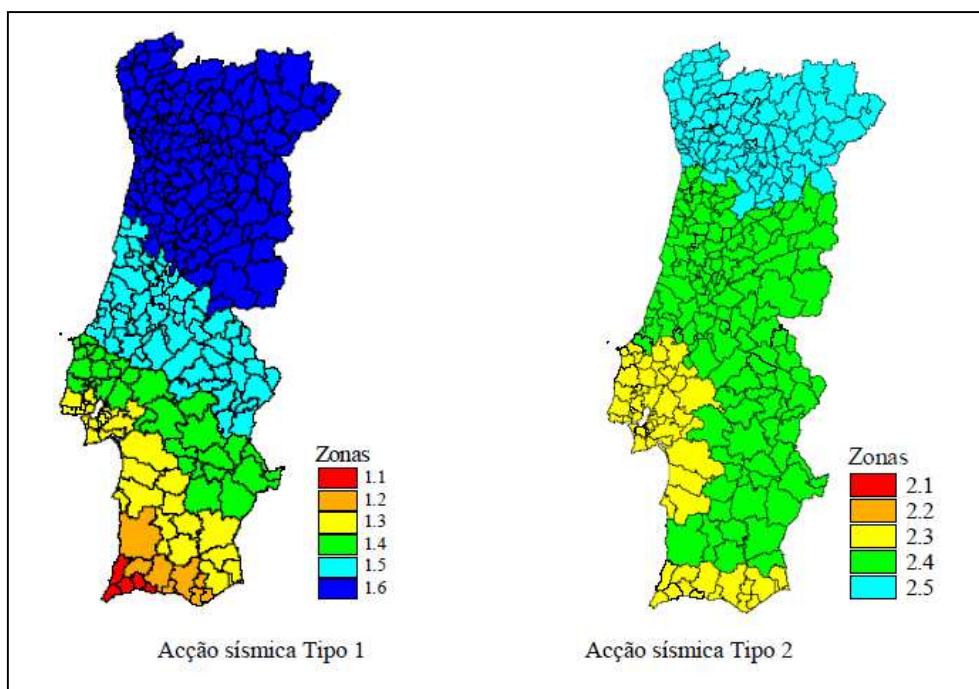 Zonas
1.1
1.2
1.3
1.4
1.5
1.6
Acção sísmica Tipo 1
Zonas
2.1
2.2
2.3
2.4
2.5
Acção sísmica Tipo 2